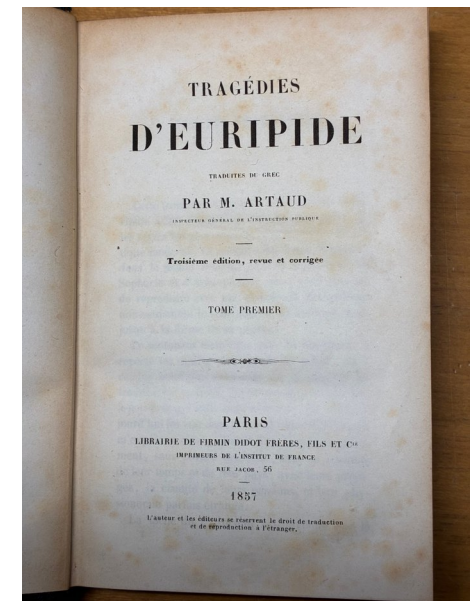 TRAGÉDIES
D'EURIPIDE
TRADUITES DU GREC
PAR M. ARTAUD
INSPECTEUR GÉNÉRAL DE L'INSTRUCTION PUBLIQUE
Troisième édition, revue et corrigée
TOME PREMIER
PARIS
LIBRAIRIE DE FIRMIN DIDOT FRÈRES, FILS ET Cie
IMPRIMEURS DE L'INSTITUT DE FRANCE
RUE JACOB, 56
1857
L'auteur et les éditeurs se réservent le droit de traduction
et de reproduction à l'étranger.